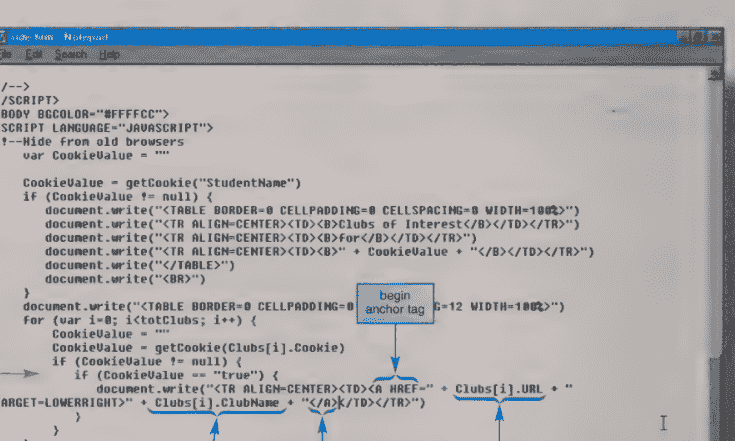 Notepad
File Edit Search Help
/-->
/SCRIPT>
BODY BGCOLOR="#FFFFCC">
SCRIPT LANGUAGE="JAVASCRIPT">
!--Hide from old browsers
var CookieValue = ""
CookieValue = getCookie("StudentName")
if (CookieValue != null) {
document.write("<TABLE BORDER=0 CELLPADDING=0 CELLSPACING=0 WIDTH=100%>")
document.write("<TR ALIGN=CENTER><TD><B>Clubs of Interest</B></TD></TR>")
document.write("<TR ALIGN=CENTER><TD><B>for</B></TD></TR>")
document.write("<TR ALIGN=CENTER><TD><B>" + CookieValue + "</B></TD></TR>")
document.write("</TABLE>")
document.write("<BR>")
}
begin
anchor tag
document.write("<TABLE BORDER=0 CELLPADDING=0 G=12 WIDTH=100%>")
for (var i=0; i<totClubs; i++) {
CookieValue = ""
CookieValue = getCookie(Clubs[i].Cookie)
if (CookieValue != null) {
if (CookieValue == "true") {
document.write("<TR ALIGN=CENTER><TD><A HREF=" + Clubs[i].URL + "
ARGET=LOWERRIGHT>" + Clubs[i].ClubName + "</A></TD></TR>")
}
}